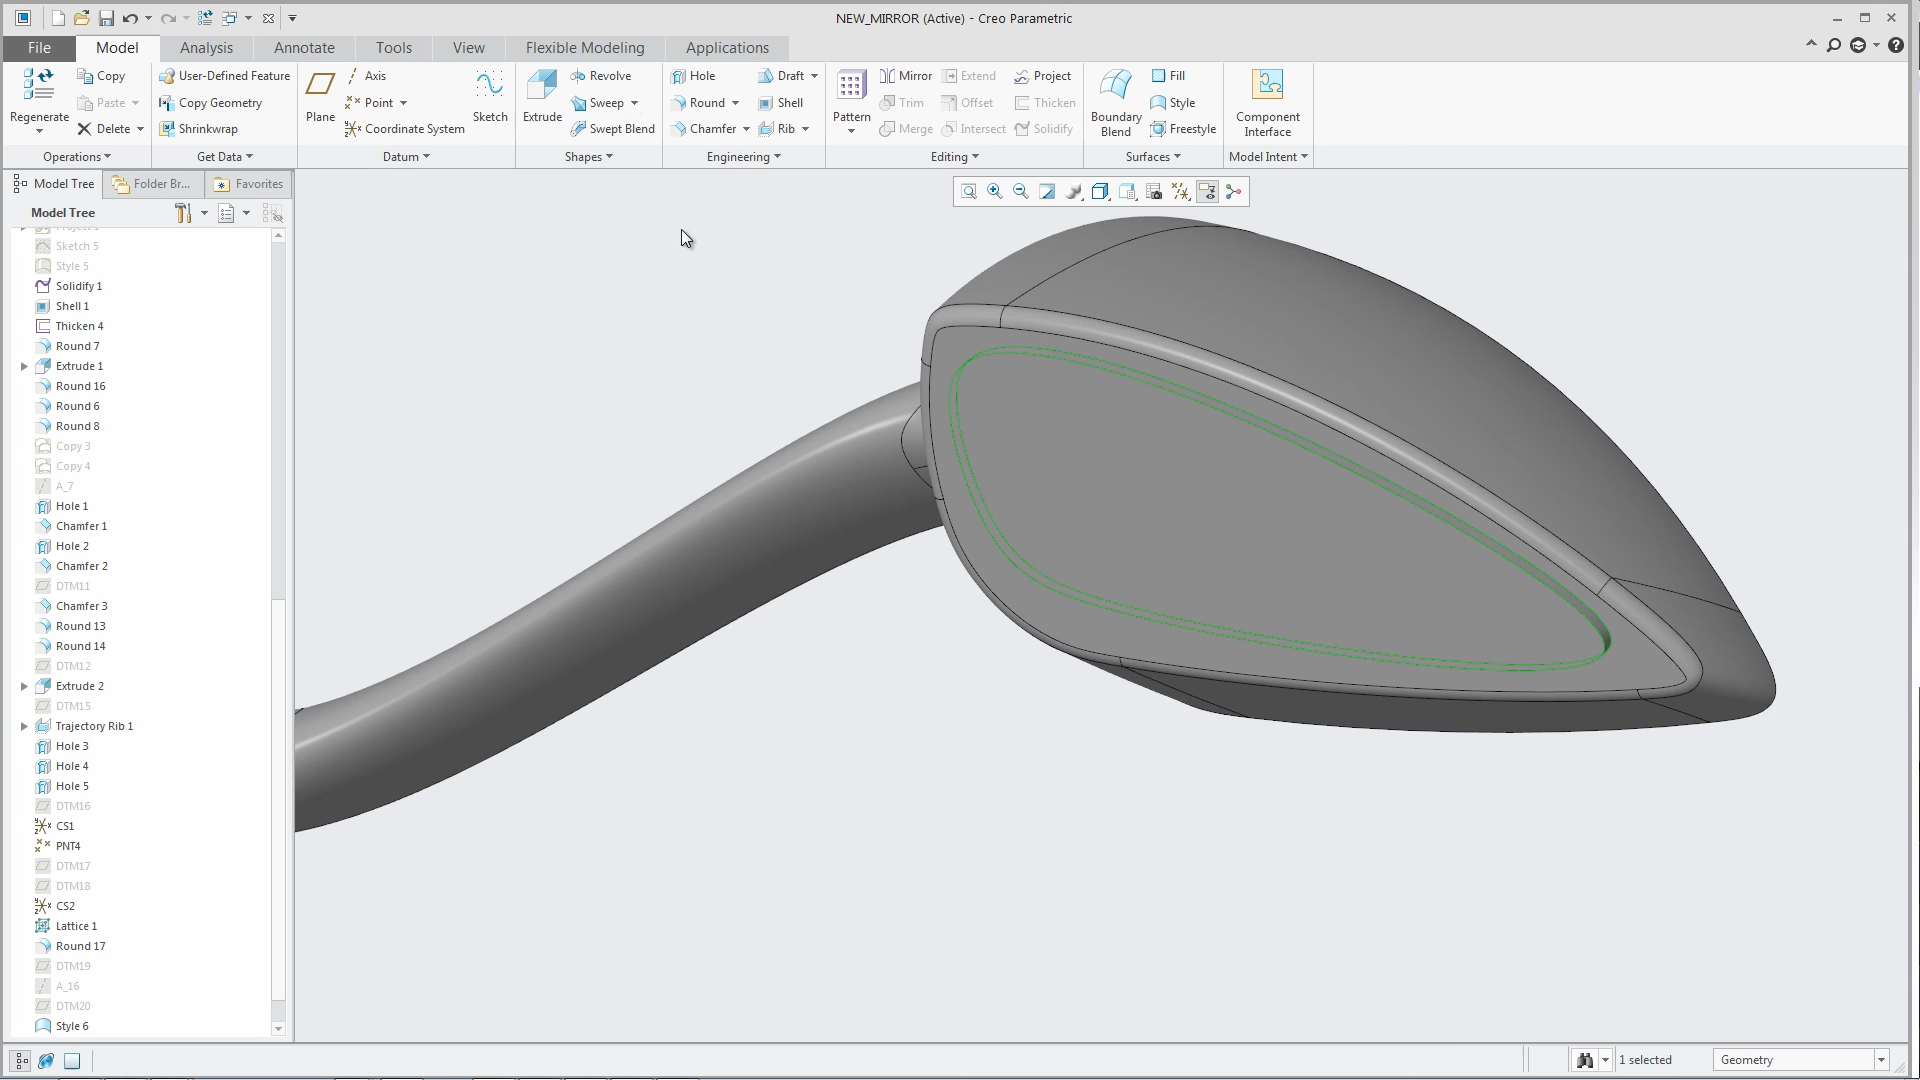 NEW_MIRROR (Active) - Creo Parametric
File Model Analysis Annotate Tools View Flexible Modeling Applications
Regenerate
Copy
Paste
Delete
Operations
User-Defined Feature
Copy Geometry
Shrinkwrap
Get Data
Plane
Axis
Point
Coordinate System
Sketch
Datum
Extrude
Revolve
Sweep
Swept Blend
Shapes
Hole
Round
Chamfer
Draft
Shell
Rib
Engineering
Pattern
Mirror
Trim
Merge
Extend
Offset
Intersect
Project
Thicken
Solidify
Editing
Boundary
Blend
Fill
Style
Freestyle
Surfaces
Component
Interface
Model Intent
Model Tree Folder Br... Favorites
Model Tree
Project 1
Sketch 5
Style 5
Solidify 1
Shell 1
Thicken 4
Round 7
Extrude 1
Round 16
Round 6
Round 8
Copy 3
Copy 4
A_7
Hole 1
Chamfer 1
Hole 2
Chamfer 2
DTM11
Chamfer 3
Round 13
Round 14
DTM12
Extrude 2
DTM15
Trajectory Rib 1
Hole 3
Hole 4
Hole 5
DTM16
CS1
PNT4
DTM17
DTM18
CS2
Lattice 1
Round 17
DTM19
A_16
DTM20
Style 6
1 selected
Geometry